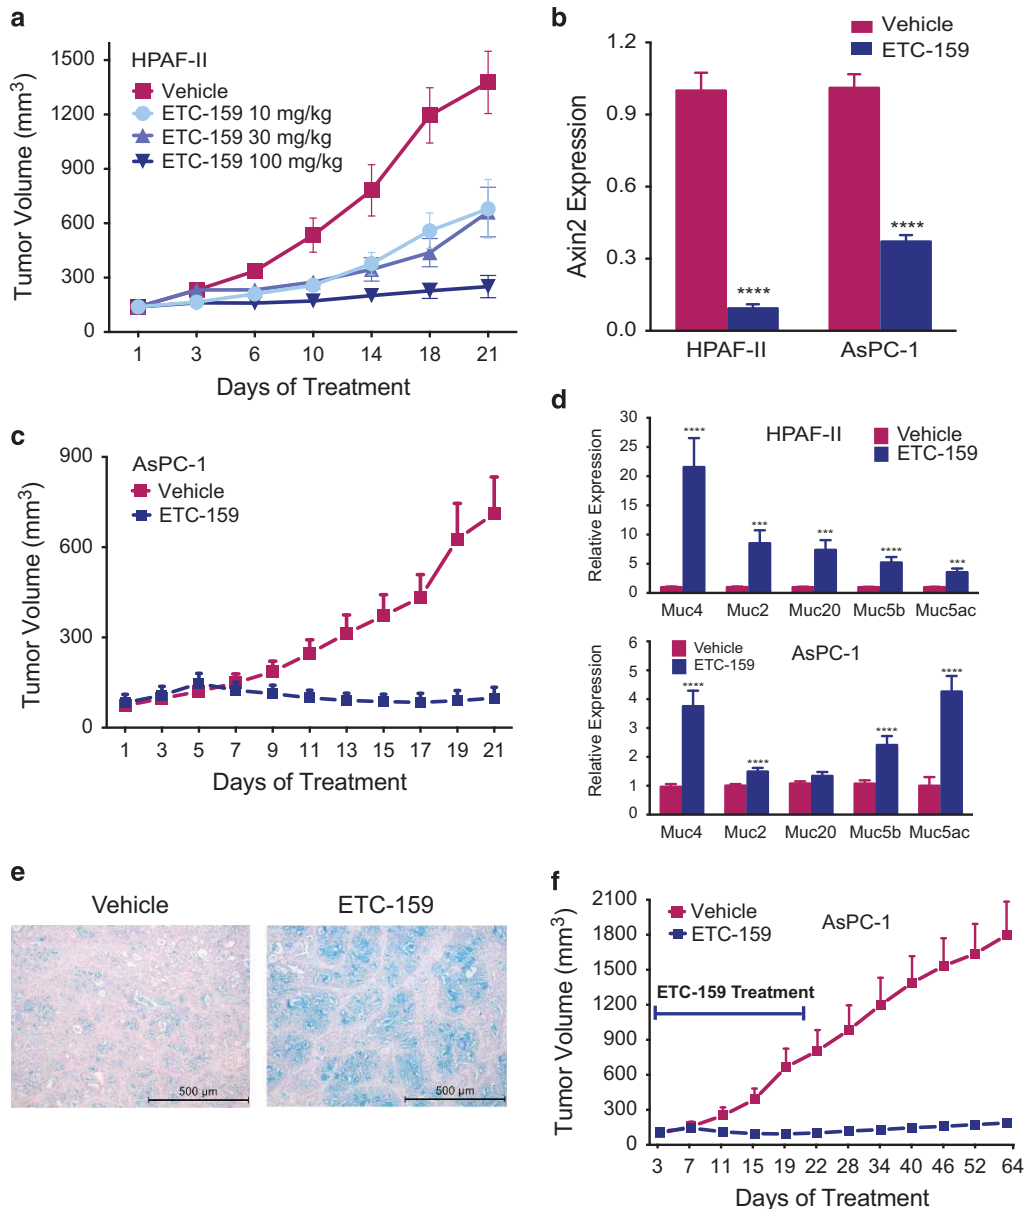 a
HPAF-II
Vehicle
ETC-159 10 mg/kg
ETC-159 30 mg/kg
ETC-159 100 mg/kg
Tumor Volume (mm³)
1500
1200
900
600
300
0
1 3 6 10 14 18 21
Days of Treatment
b
Vehicle
ETC-159
Axin2 Expression
1.2
0.9
0.6
0.3
0.0
****
****
HPAF-II AsPC-1
c
AsPC-1
Vehicle
ETC-159
Tumor Volume (mm³)
900
600
300
0
1 3 5 7 9 11 13 15 17 19 21
Days of Treatment
d
HPAF-II
Vehicle
ETC-159
Relative Expression
30
25
20
15
10
5
0
**** *** *** **** ***
Muc4 Muc2 Muc20 Muc5b Muc5ac
AsPC-1
Vehicle
ETC-159
Relative Expression
6
5
4
3
2
1
0
**** **** **** ****
Muc4 Muc2 Muc20 Muc5b Muc5ac
e
Vehicle ETC-159
500 µm 500 µm
f
Vehicle
ETC-159
AsPC-1
ETC-159 Treatment
Tumor Volume (mm³)
2100
1800
1500
1200
900
600
300
0
3 7 11 15 19 22 28 34 40 46 52 64
Days of Treatment